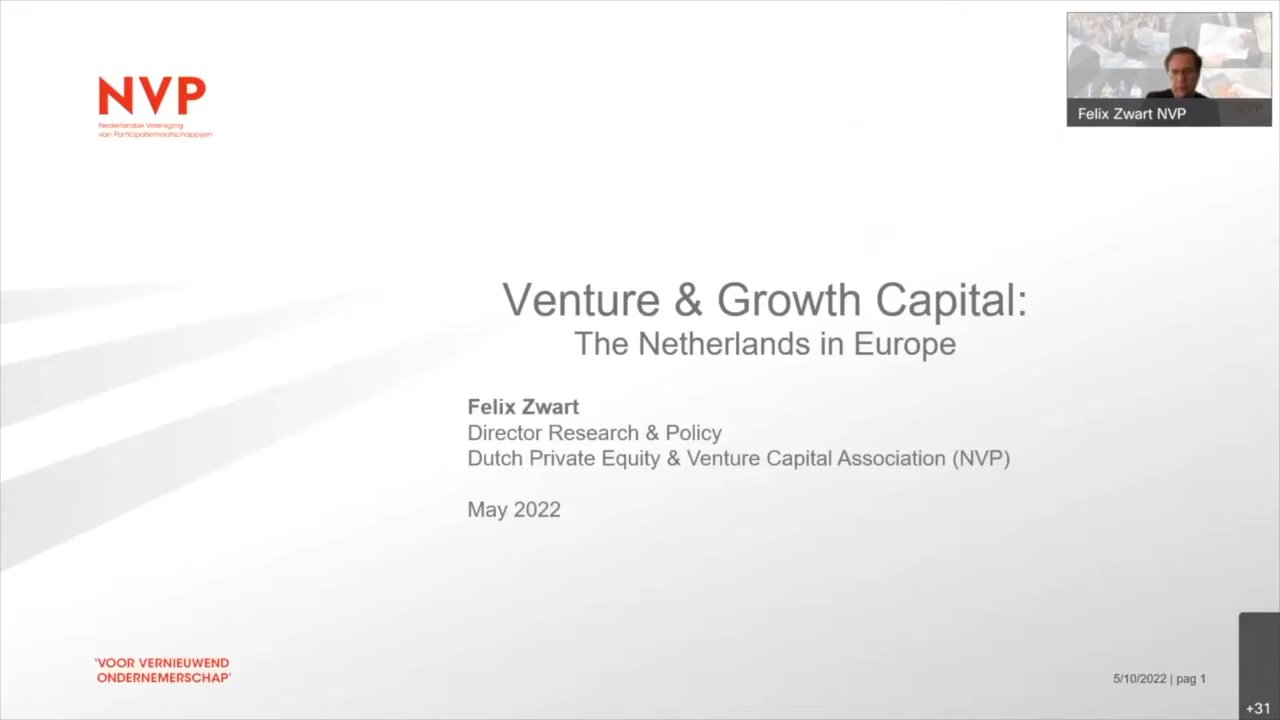 NVP
Nederlandse Vereniging
van Participatiemaatschappijen
Felix Zwart NVP
Venture & Growth Capital:
The Netherlands in Europe
Felix Zwart
Director Research & Policy
Dutch Private Equity & Venture Capital Association (NVP)
May 2022
'VOOR VERNIEUWEND
ONDERNEMERSCHAP'
5/10/2022 | pag 1
+31